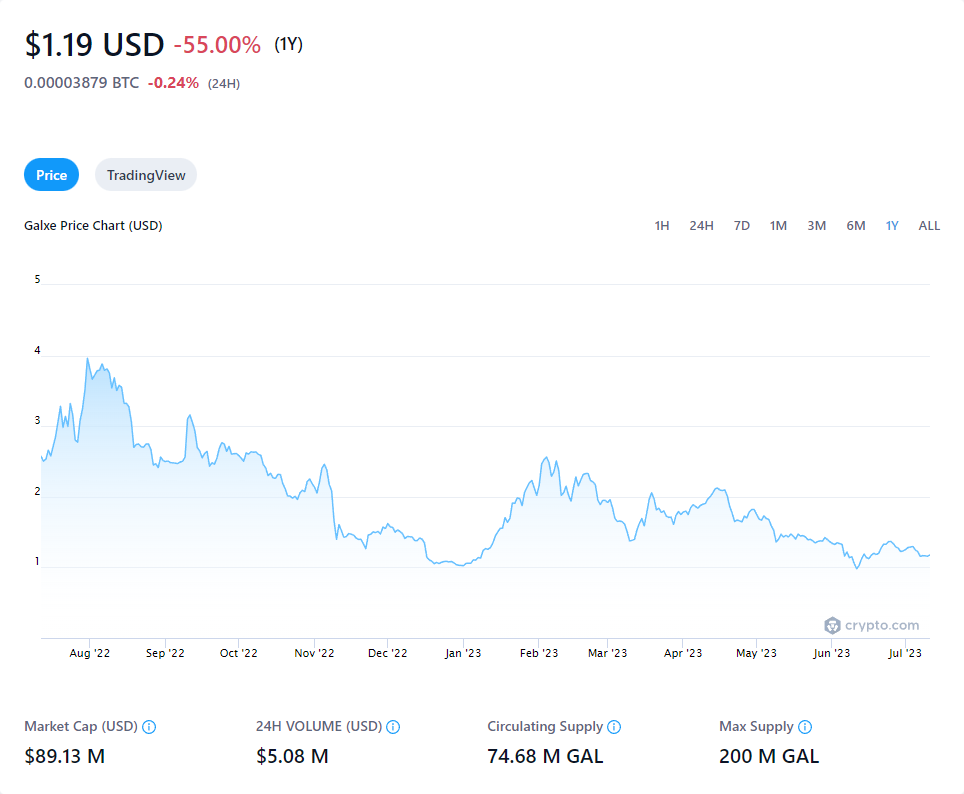 $1.19 USD -55.00% (1Y)
0.00003879 BTC -0.24% (24H)
Price TradingView
Galxe Price Chart (USD) 1H 24H 7D 1M 3M 6M 1Y ALL
5
4
3
2
1
crypto.com
Aug '22 Sep '22 Oct '22 Nov '22 Dec '22 Jan '23 Feb '23 Mar '23 Apr '23 May '23 Jun '23 Jul '23
Market Cap (USD) 24H VOLUME (USD) Circulating Supply Max Supply
$89.13 M $5.08 M 74.68 M GAL 200 M GAL